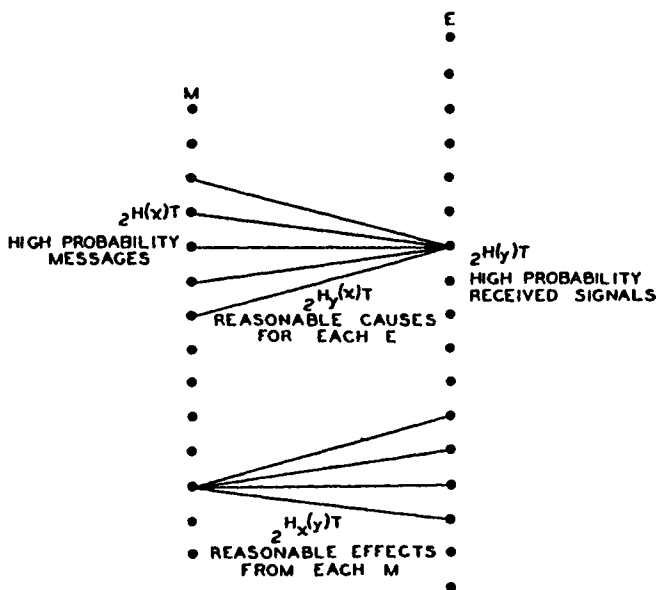 E
M
2H(x)T
HIGH PROBABILITY
MESSAGES
2H(y)T
HIGH PROBABILITY
RECEIVED SIGNALS
2Hy(x)T
REASONABLE CAUSES
FOR EACH E
2Hx(y)T
REASONABLE EFFECTS
FROM EACH M